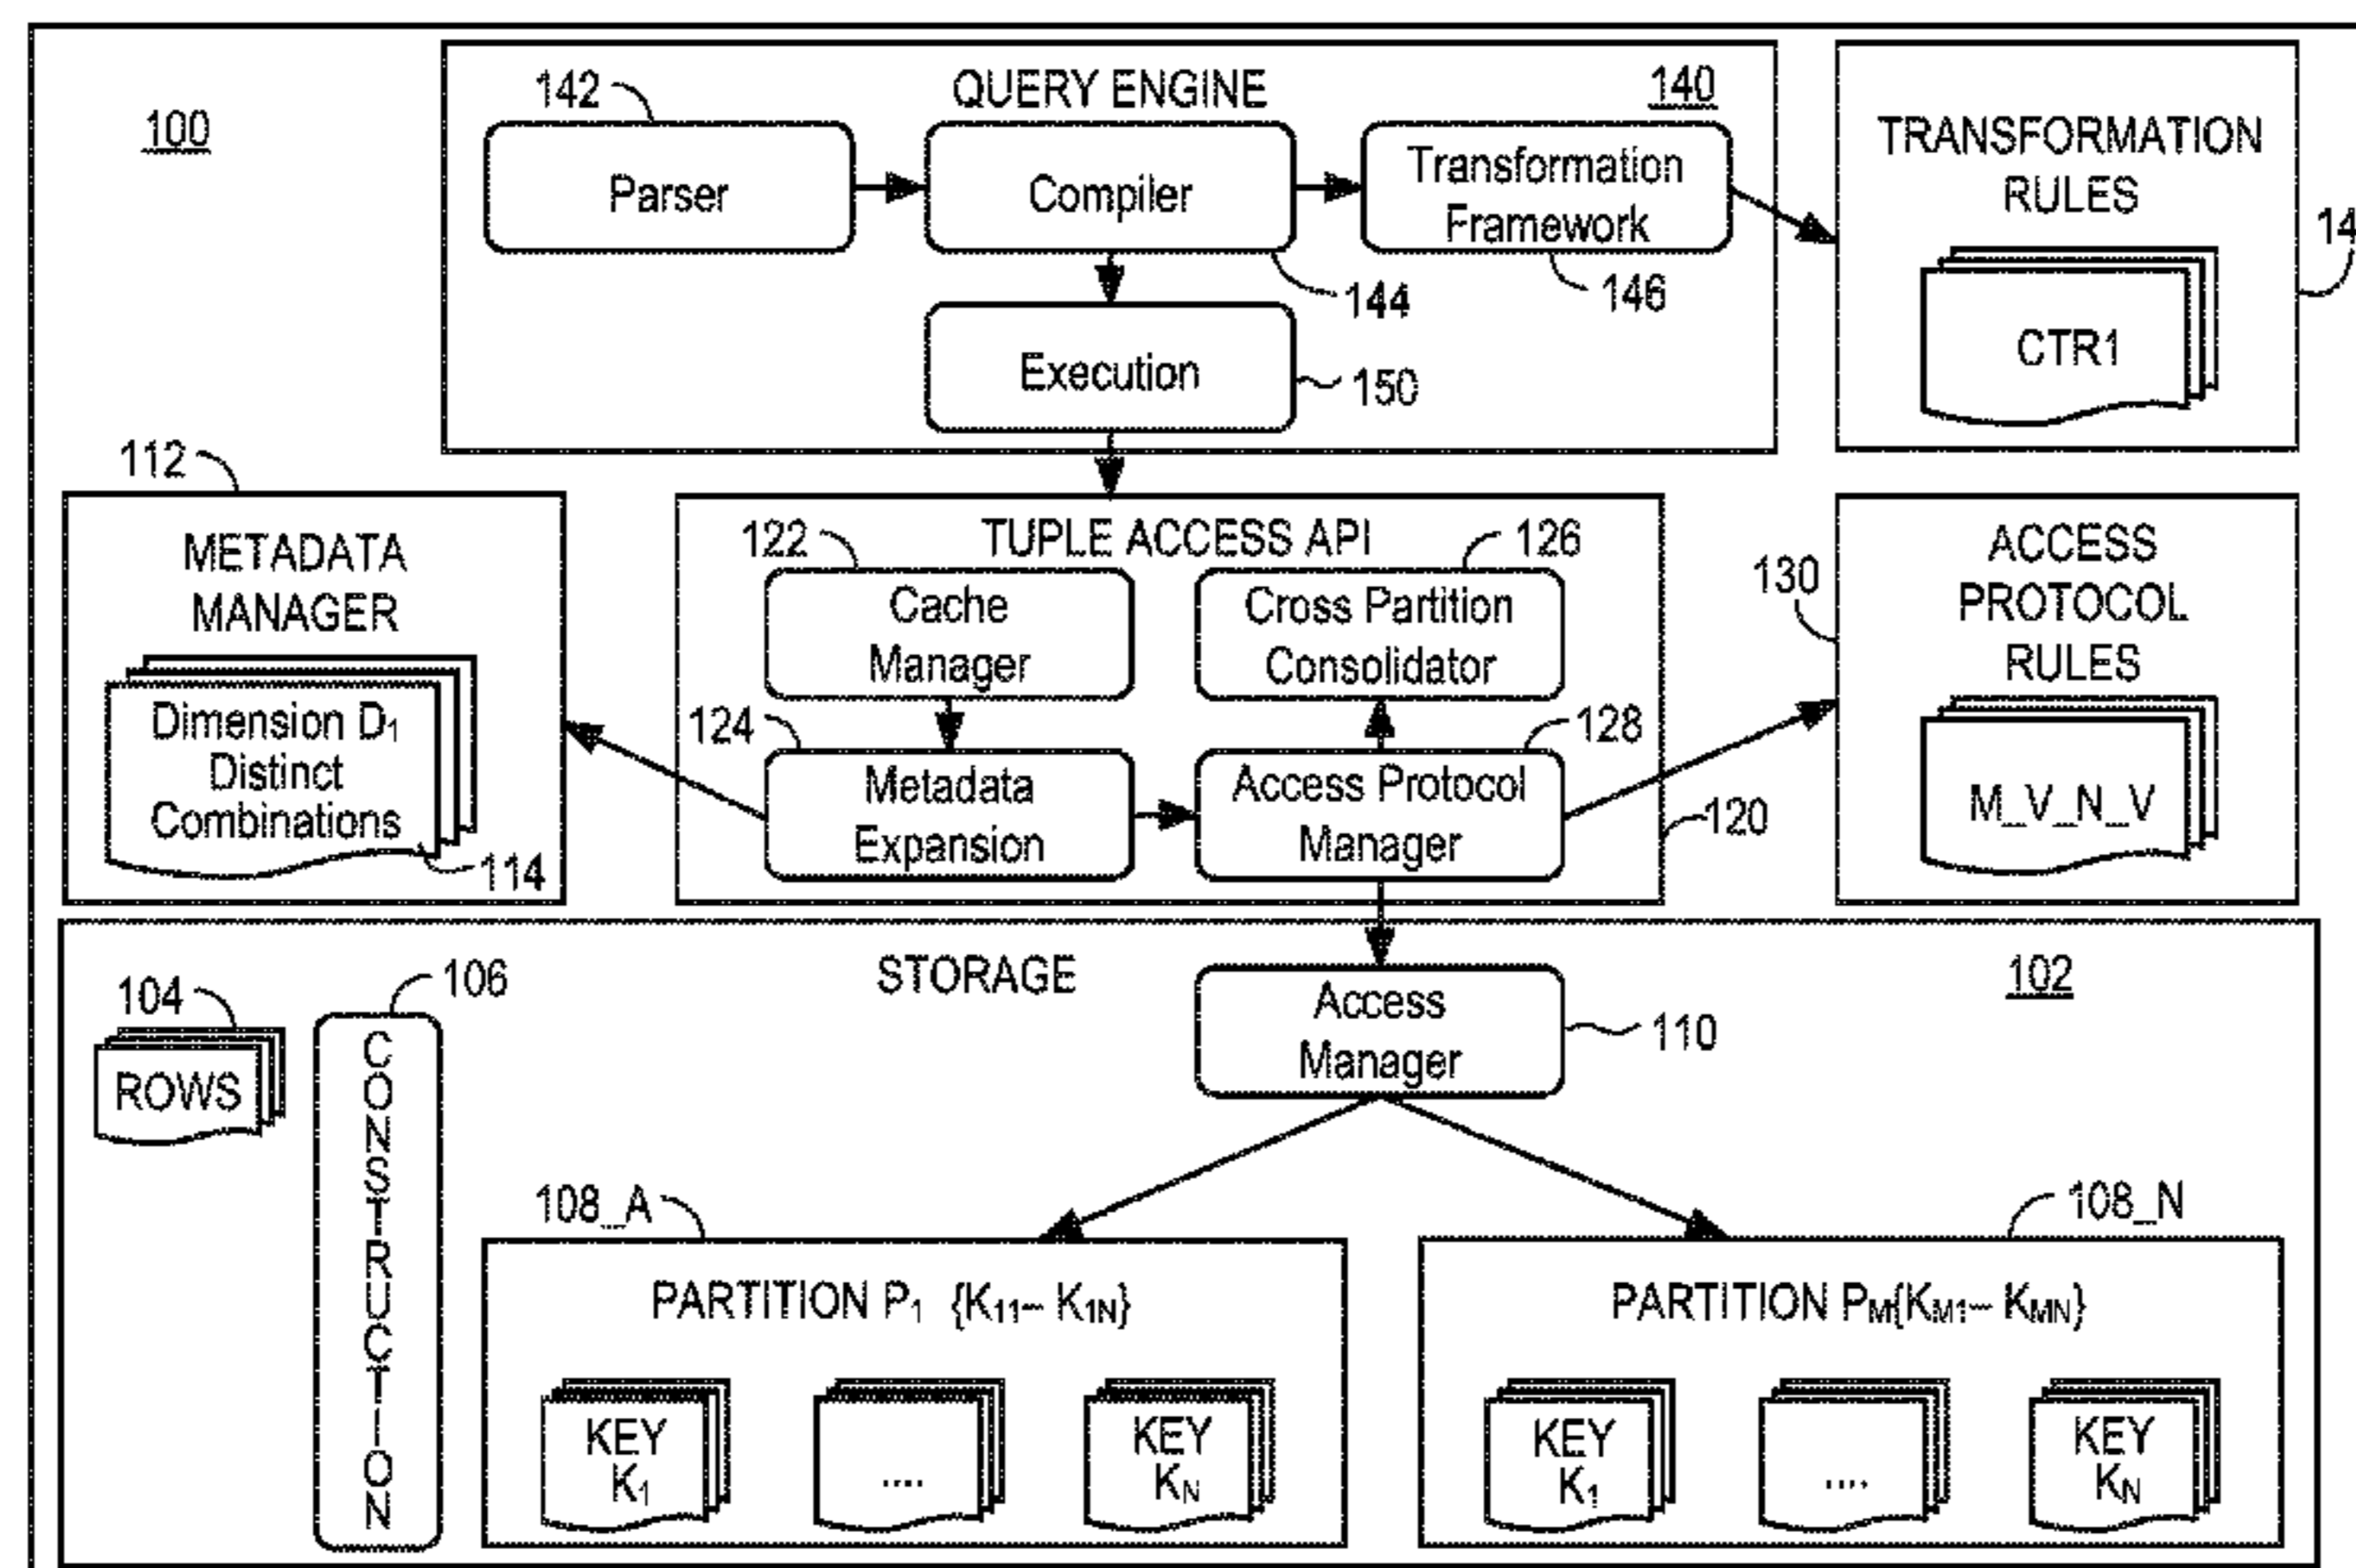 100
QUERY ENGINE
140
142
Parser
Compiler
Transformation
Framework
144
146
Execution
150
TRANSFORMATION
RULES
CTR1
14
112
METADATA
MANAGER
Dimension D₁
Distinct
Combinations
114
TUPLE ACCESS API
122
Cache
Manager
126
Cross Partition
Consolidator
124
Metadata
Expansion
128
Access Protocol
Manager
120
130
ACCESS
PROTOCOL
RULES
M_V_N_V
STORAGE
102
104
ROWS
106
CONSTRUCTION
Access
Manager
110
108_A
PARTITION P₁ {K₁₁– K₁N}
KEY
K₁
....
KEY
KN
108_N
PARTITION PM{KM1– KMN}
KEY
K₁
....
KEY
KN